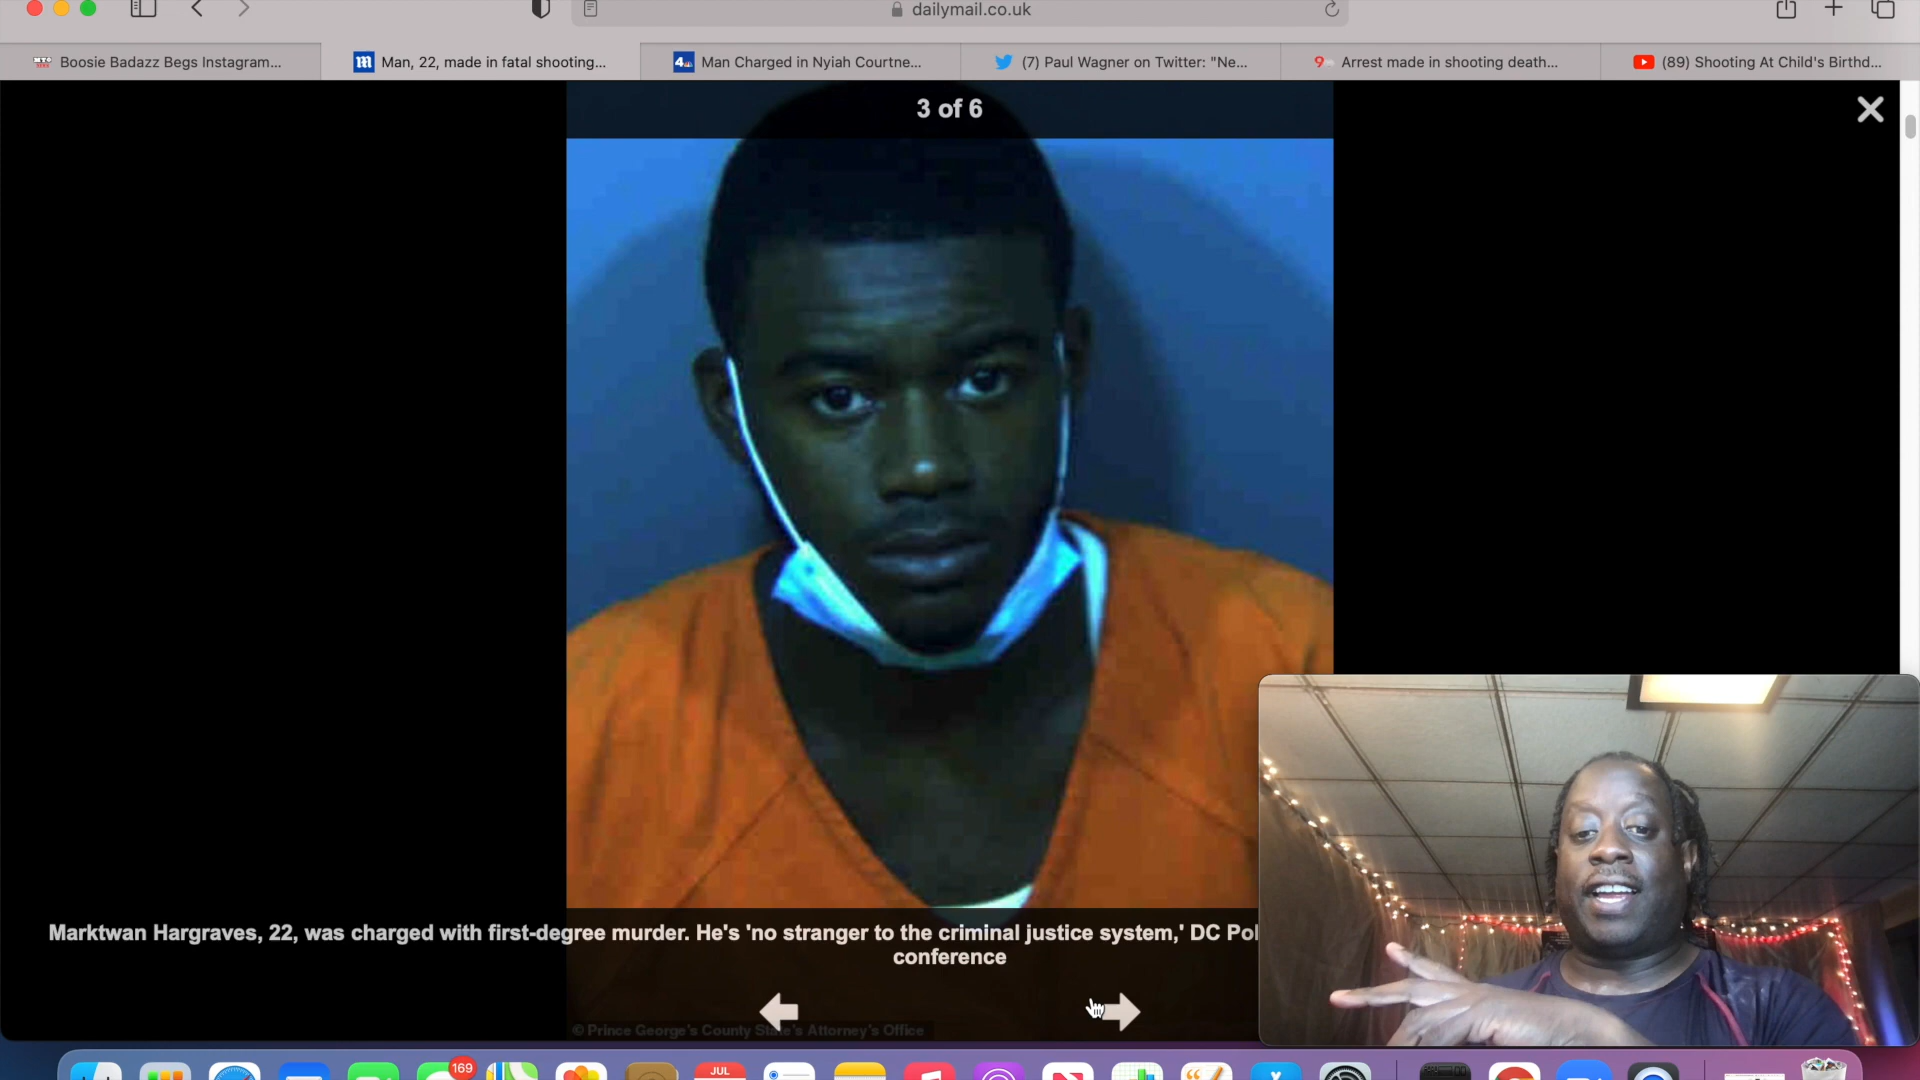 dailymail.co.uk
Boosie Badazz Begs Instagram...
Man, 22, made in fatal shooting...
Man Charged in Nyiah Courtne...
(7) Paul Wagner on Twitter: "Ne...
Arrest made in shooting death...
(89) Shooting At Child's Birthd...
3 of 6
Marktwan Hargraves, 22, was charged with first-degree murder. He's 'no stranger to the criminal justice system,' DC Pol
conference
© Prince George's County State's Attorney's Office
169
JUL